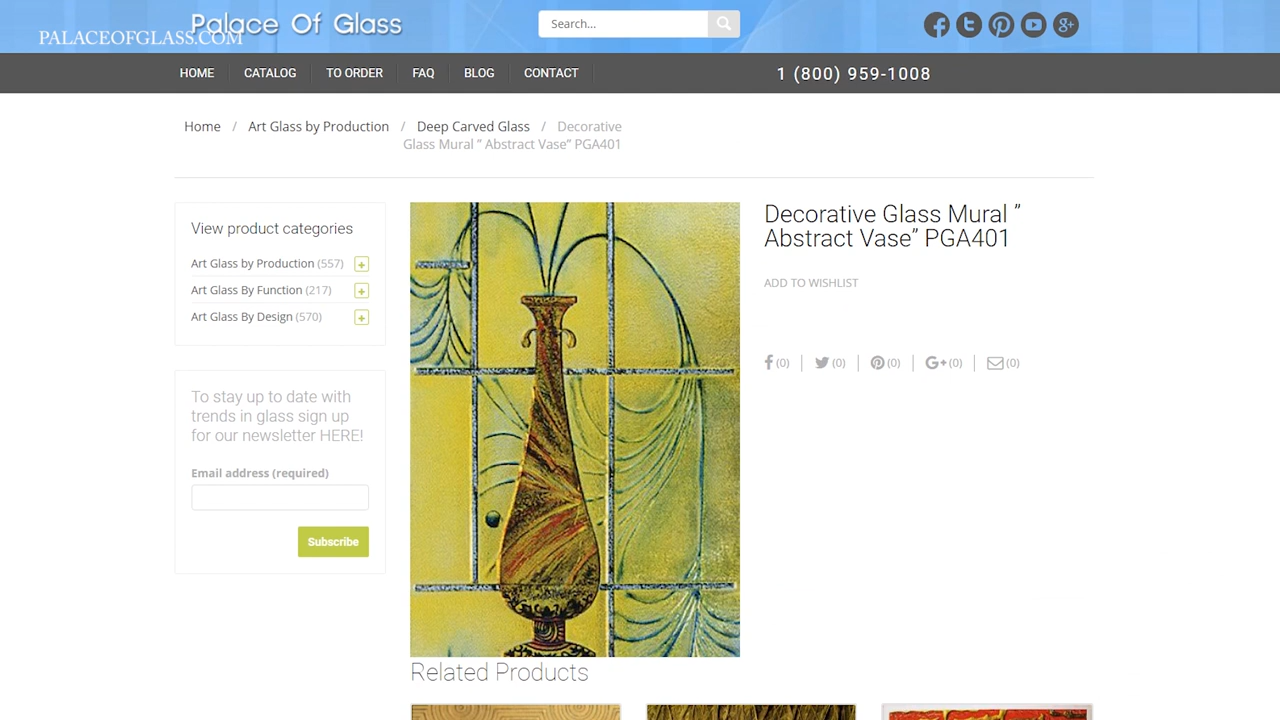 Palace Of Glass
PALACEOFGLASS.COM
Search...
HOME CATALOG TO ORDER FAQ BLOG CONTACT
1 (800) 959-1008
Home / Art Glass by Production / Deep Carved Glass / Decorative
Glass Mural ” Abstract Vase” PGA401
View product categories
Art Glass by Production (557)
Art Glass By Function (217)
Art Glass By Design (570)
To stay up to date with
trends in glass sign up
for our newsletter HERE!
Email address (required)
Subscribe
Decorative Glass Mural ”
Abstract Vase” PGA401
ADD TO WISHLIST
(0) (0) (0) (0) (0)
Related Products